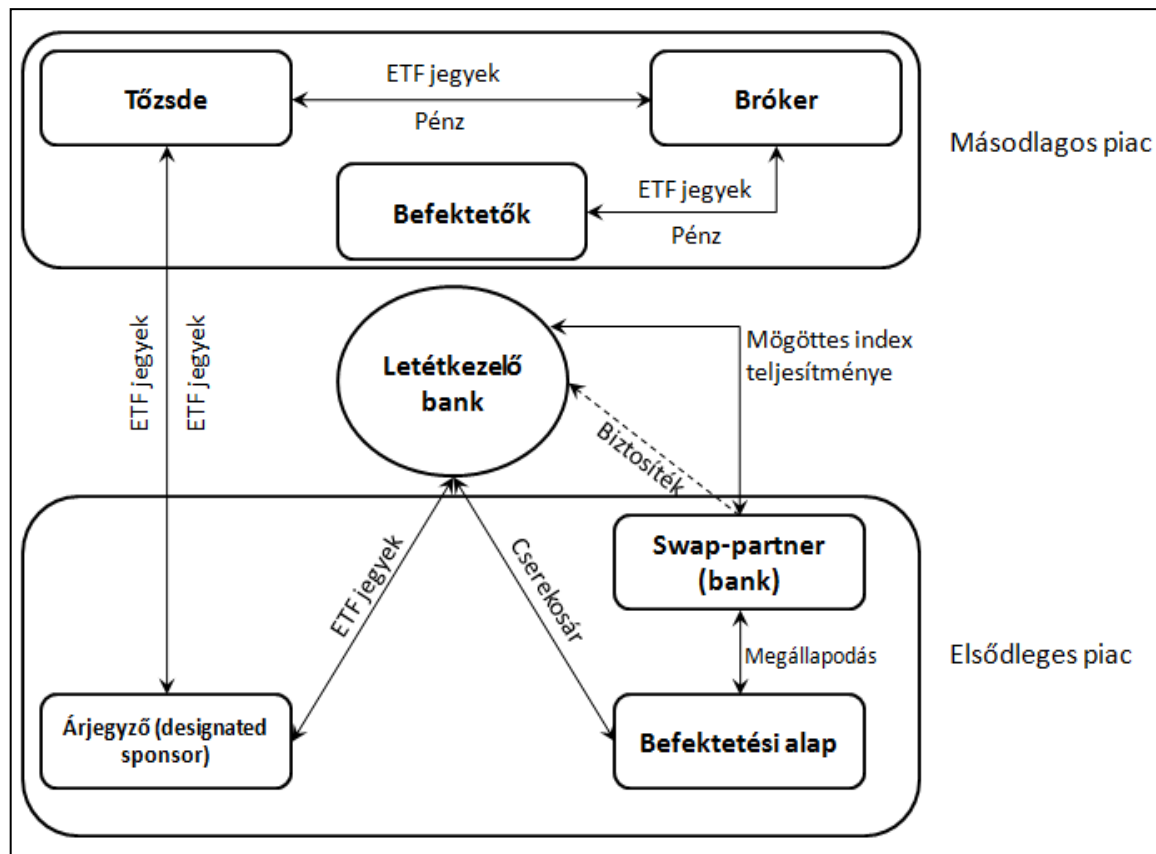 ETF jegyek
Tőzsde
Bróker
Pénz
Másodlagos piac
ETF jegyek
Befektetők
Pénz
ETF jegyek
ETF jegyek
Letétkezelő
bank
Mögöttes index
teljesítménye
Biztosíték
ETF jegyek
Cserekosár
Swap-partner
(bank)
Megállapodás
Elsődleges piac
Árjegyző (designated
sponsor)
Befektetési alap